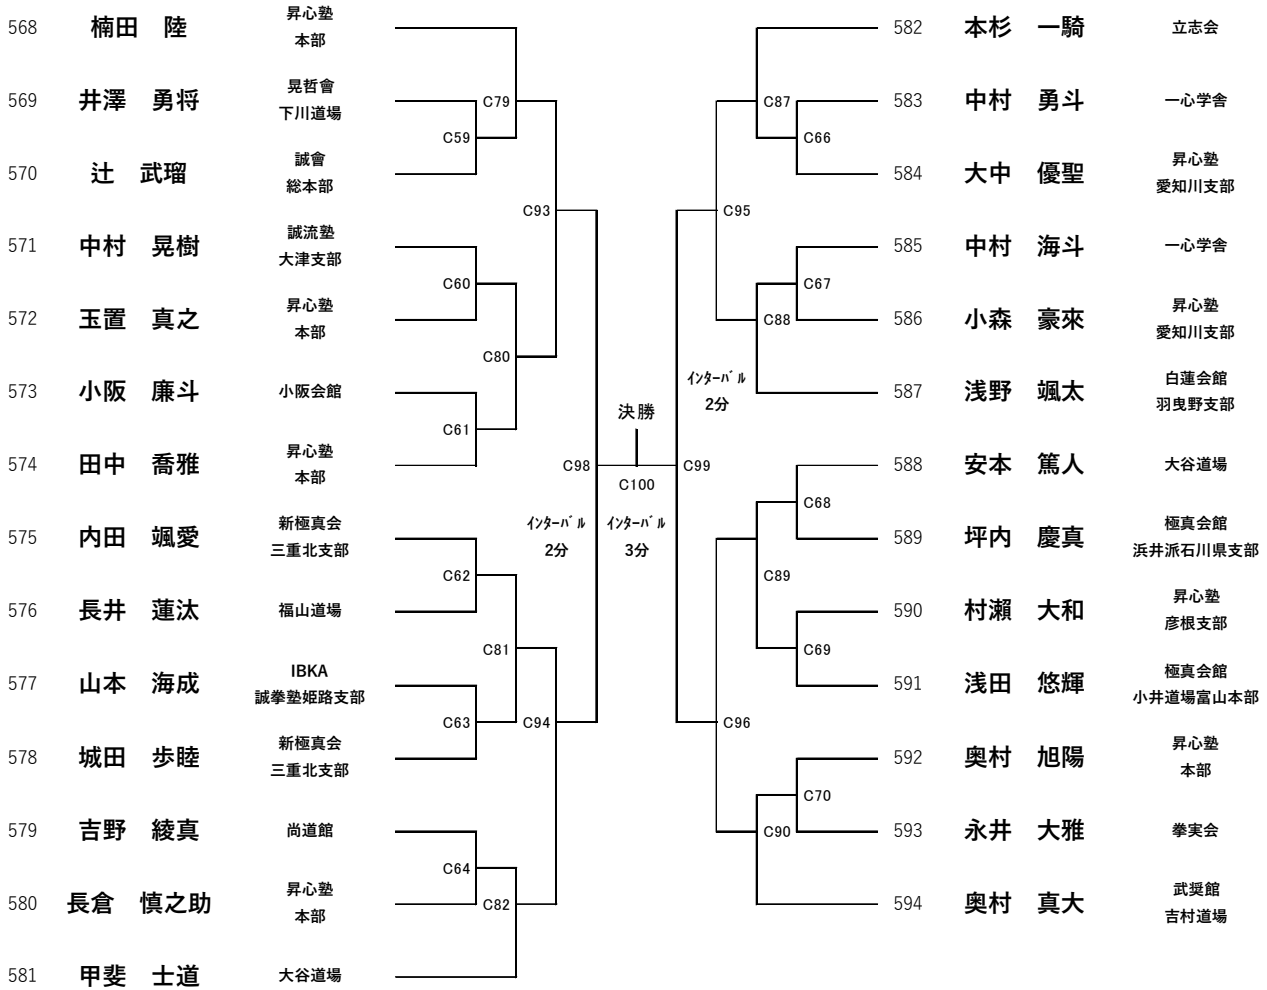 568 楠田 陸 昇心塾 本部
569 井澤 勇将 晃哲會 下川道場
570 辻 武瑠 誠會 総本部
571 中村 晃樹 誠流塾 大津支部
572 玉置 真之 昇心塾 本部
573 小阪 廉斗 小阪会館
574 田中 喬雅 昇心塾 本部
575 内田 颯愛 新極真会 三重北支部
576 長井 蓮汰 福山道場
577 山本 海成 IBKA 誠拳塾姫路支部
578 城田 歩睦 新極真会 三重北支部
579 吉野 綾真 尚道館
580 長倉 慎之助 昇心塾 本部
581 甲斐 士道 大谷道場
C79
C59
C93
C60
C80
C61
C98
C62
C81
C63
C94
C64
C82
決勝
C100
ｲﾝﾀｰﾊﾞﾙ
2分
ｲﾝﾀｰﾊﾞﾙ
3分
ｲﾝﾀｰﾊﾞﾙ
2分
C87
C66
C95
C67
C88
C99
C68
C89
C69
C96
C70
C90
582 本杉 一騎 立志会
583 中村 勇斗 一心学舎
584 大中 優聖 昇心塾 愛知川支部
585 中村 海斗 一心学舎
586 小森 豪來 昇心塾 愛知川支部
587 浅野 颯太 白蓮会館 羽曳野支部
588 安本 篤人 大谷道場
589 坪内 慶真 極真会館 浜井派石川県支部
590 村瀨 大和 昇心塾 彦根支部
591 浅田 悠輝 極真会館 小井道場富山本部
592 奥村 旭陽 昇心塾 本部
593 永井 大雅 拳実会
594 奥村 真大 武奨館 吉村道場